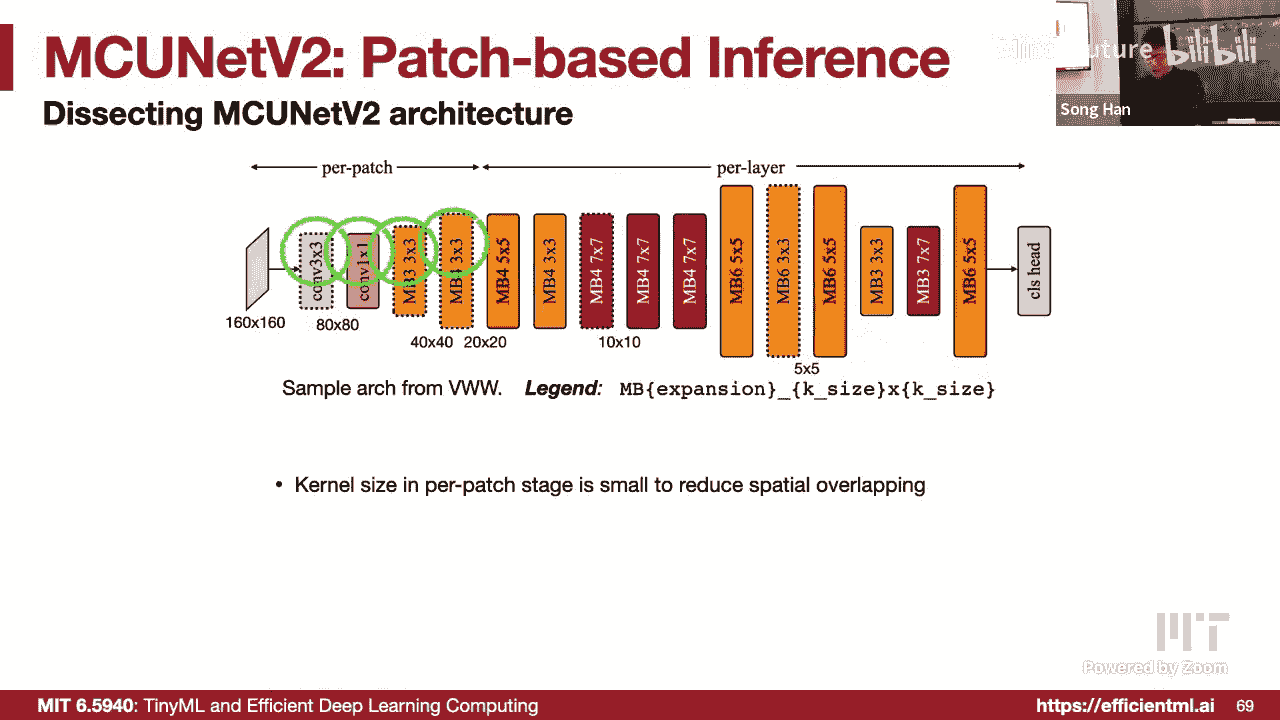 MCUNetV2: Patch-based Inference
bilibili
Song Han
Dissecting MCUNetV2 architecture
per-patch
per-layer
conv3x3
conv1x1
MB3 3x3
MB4 3x3
MB4 5x5
MB4 3x3
MB4 7x7
MB4 7x7
MB4 7x7
MB6 5x5
MB6 3x3
MB6 5x5
MB3 3x3
MB3 7x7
MB6 5x5
cls head
160x160
80x80
40x40
20x20
10x10
5x5
Sample arch from VWW. Legend: MB{expansion}_{k_size}x{k_size}
• Kernel size in per-patch stage is small to reduce spatial overlapping
MIT
Powered by Zoom
MIT 6.5940: TinyML and Efficient Deep Learning Computing
https://efficientml.ai
69